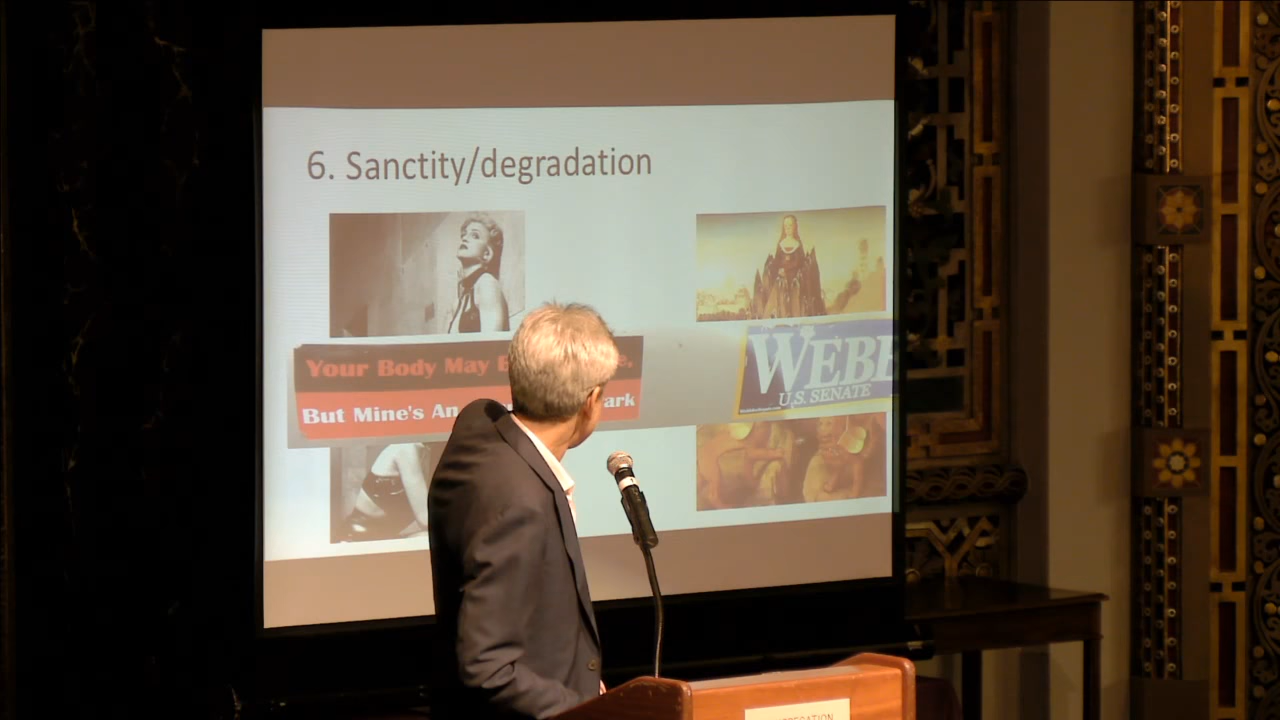 6. Sanctity/degradation
Your Body May
But Mine's An
ark
WEBB
U.S. SENATE